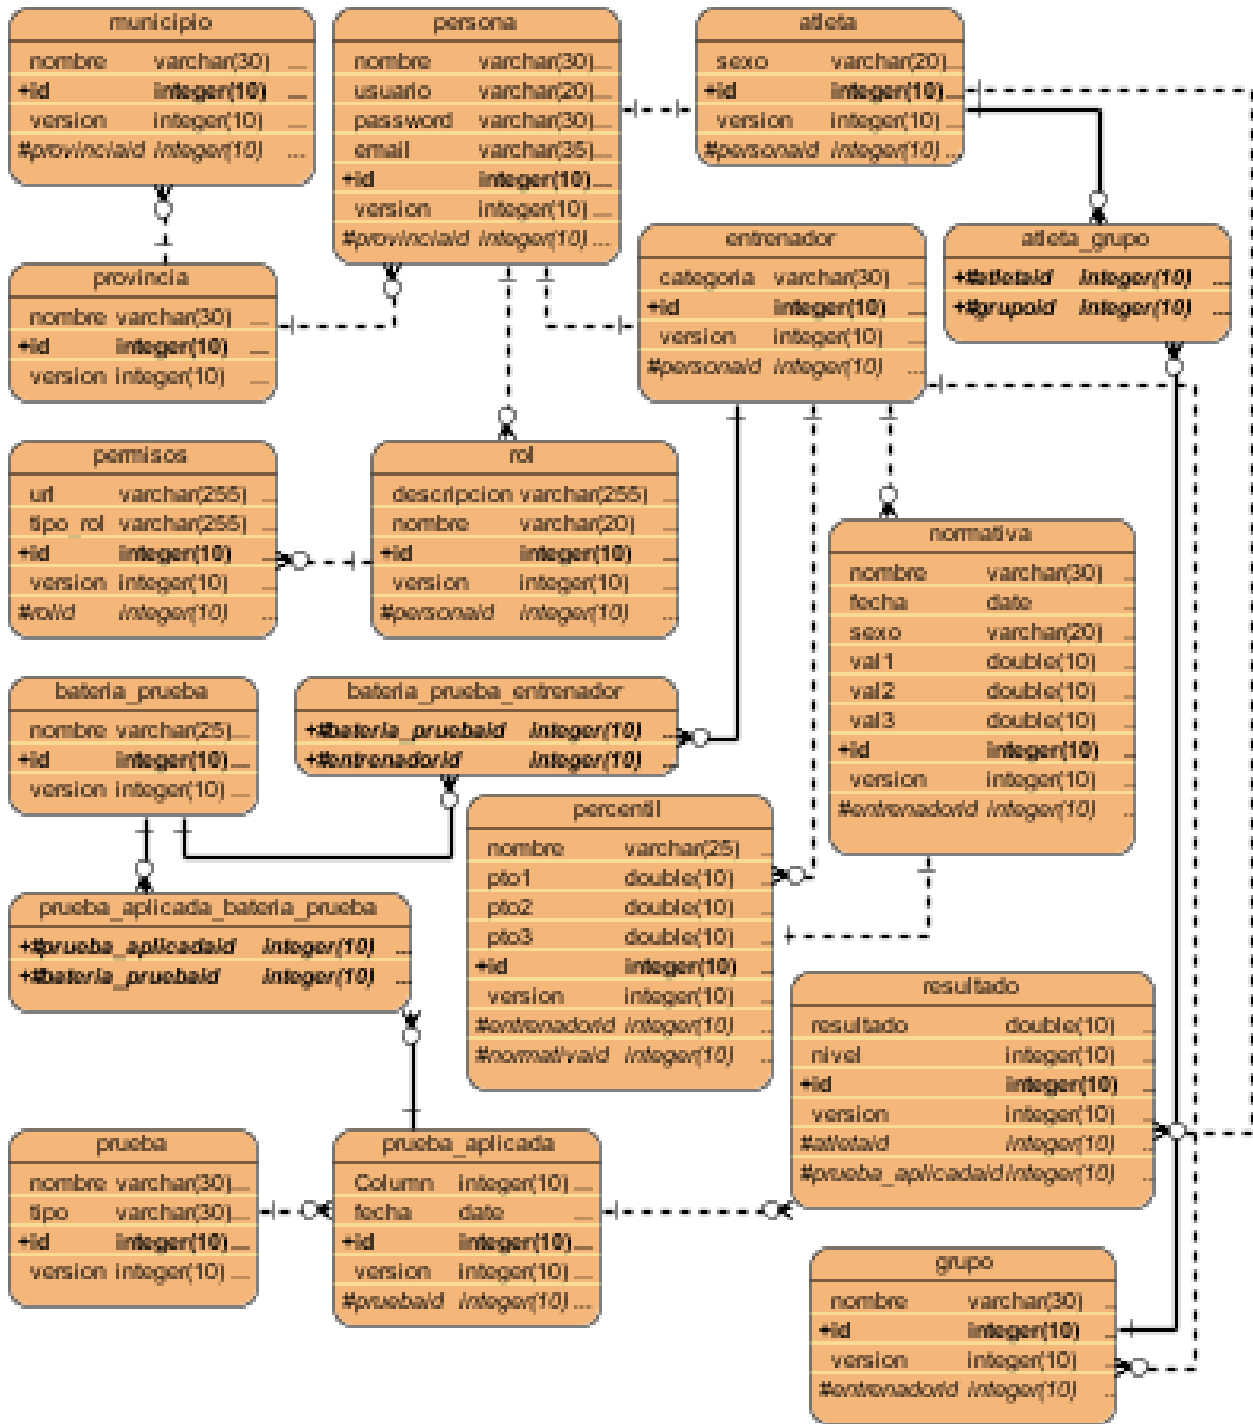 municipio
nombre varchar(30) ...
+id integer(10) ...
version integer(10) ...
#provinciaid integer(10) ...
persona
nombre varchar(30)...
usuario varchar(20)...
password varchar(30)...
email varchar(35)...
+id integer(10)...
version integer(10)...
#provinciaid integer(10)...
atleta
sexo varchar(20)...
+id integer(10)...
version integer(10)...
#personaid integer(10)...
provincia
nombre varchar(30) ...
+id integer(10) ...
version integer(10) ...
entrenador
categoria varchar(30) ...
+id integer(10) ...
version integer(10) ...
#personaid integer(10) ...
atleta_grupo
+#atletaid integer(10) ...
+#grupoid integer(10) ...
permisos
url varchar(255) ...
tipo_rol varchar(255) ...
+id integer(10) ...
version integer(10) ...
#rolid integer(10) ...
rol
descripcion varchar(255) ...
nombre varchar(20) ...
+id integer(10) ...
version integer(10) ...
#personaid integer(10) ...
normativa
nombre varchar(30) ...
fecha date ...
sexo varchar(20) ...
val1 double(10) ...
val2 double(10) ...
val3 double(10) ...
+id integer(10) ...
version integer(10) ...
#entrenadorid integer(10) ...
bateria_prueba
nombre varchar(25)...
+id integer(10)...
version integer(10) ...
bateria_prueba_entrenador
+#bateria_pruebaid integer(10) ...
+#entrenadorid integer(10) ...
percentil
nombre varchar(25) ...
pto1 double(10) ...
pto2 double(10) ...
pto3 double(10) ...
+id integer(10) ...
version integer(10) ...
#entrenadorid integer(10) ...
#normativaid integer(10) ...
prueba_aplicada_bateria_prueba
+#prueba_aplicadaid integer(10) ...
+#bateria_pruebaid integer(10) ...
resultado
resultado double(10) ...
nivel integer(10) ...
+id integer(10) ...
version integer(10) ...
#atletaid integer(10) ...
#prueba_aplicadaid integer(10) ...
prueba
nombre varchar(30)...
tipo varchar(30)...
+id integer(10)...
version integer(10) ...
prueba_aplicada
Column integer(10) ...
fecha date ...
+id integer(10)...
version integer(10) ...
#pruebaid integer(10) ...
grupo
nombre varchar(30) ...
+id integer(10) ...
version integer(10) ...
#entrenadorid integer(10) ...